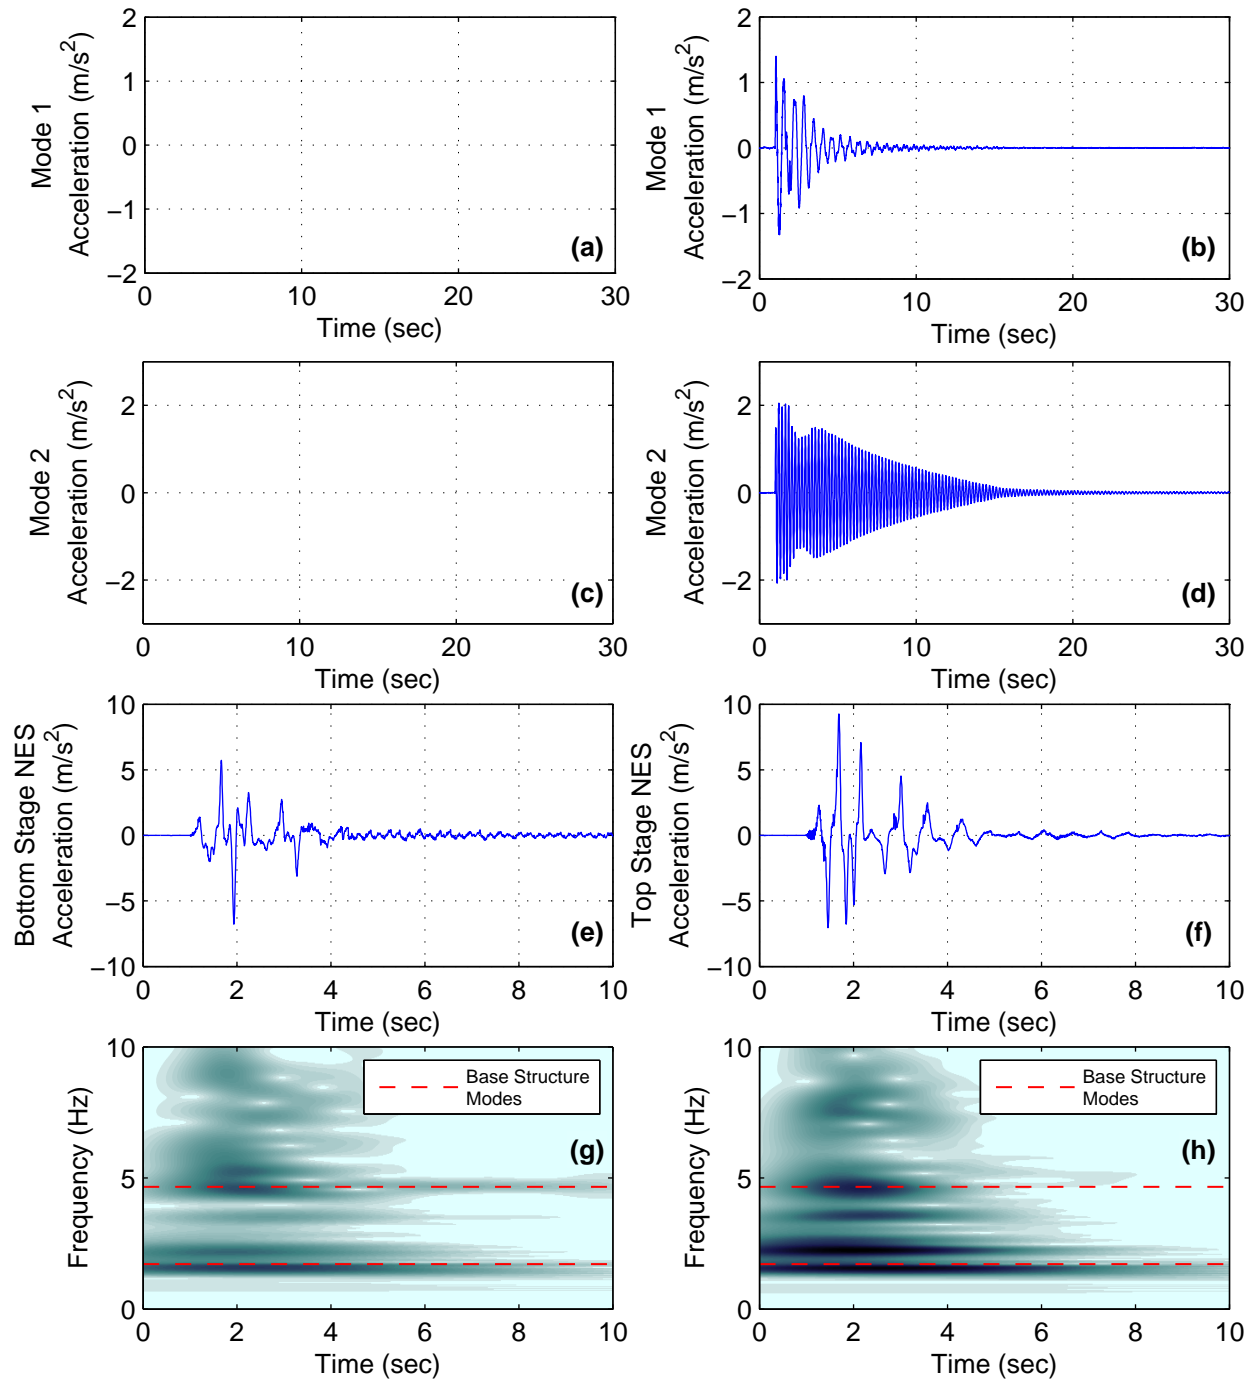 Mode 1
Acceleration (m/s²)
2
1
0
−1
−2
0
10
20
30
Time (sec)
(a)
Mode 1
Acceleration (m/s²)
2
1
0
−1
−2
0
10
20
30
Time (sec)
(b)
Mode 2
Acceleration (m/s²)
2
0
−2
0
10
20
30
Time (sec)
(c)
Mode 2
Acceleration (m/s²)
2
0
−2
0
10
20
30
Time (sec)
(d)
Bottom Stage NES
Acceleration (m/s²)
10
5
0
−5
−10
0
2
4
6
8
10
Time (sec)
(e)
Top Stage NES
Acceleration (m/s²)
10
5
0
−5
−10
0
2
4
6
8
10
Time (sec)
(f)
Frequency (Hz)
10
5
0
0
2
4
6
8
10
Time (sec)
Base Structure
Modes
(g)
Frequency (Hz)
10
5
0
0
2
4
6
8
10
Time (sec)
Base Structure
Modes
(h)